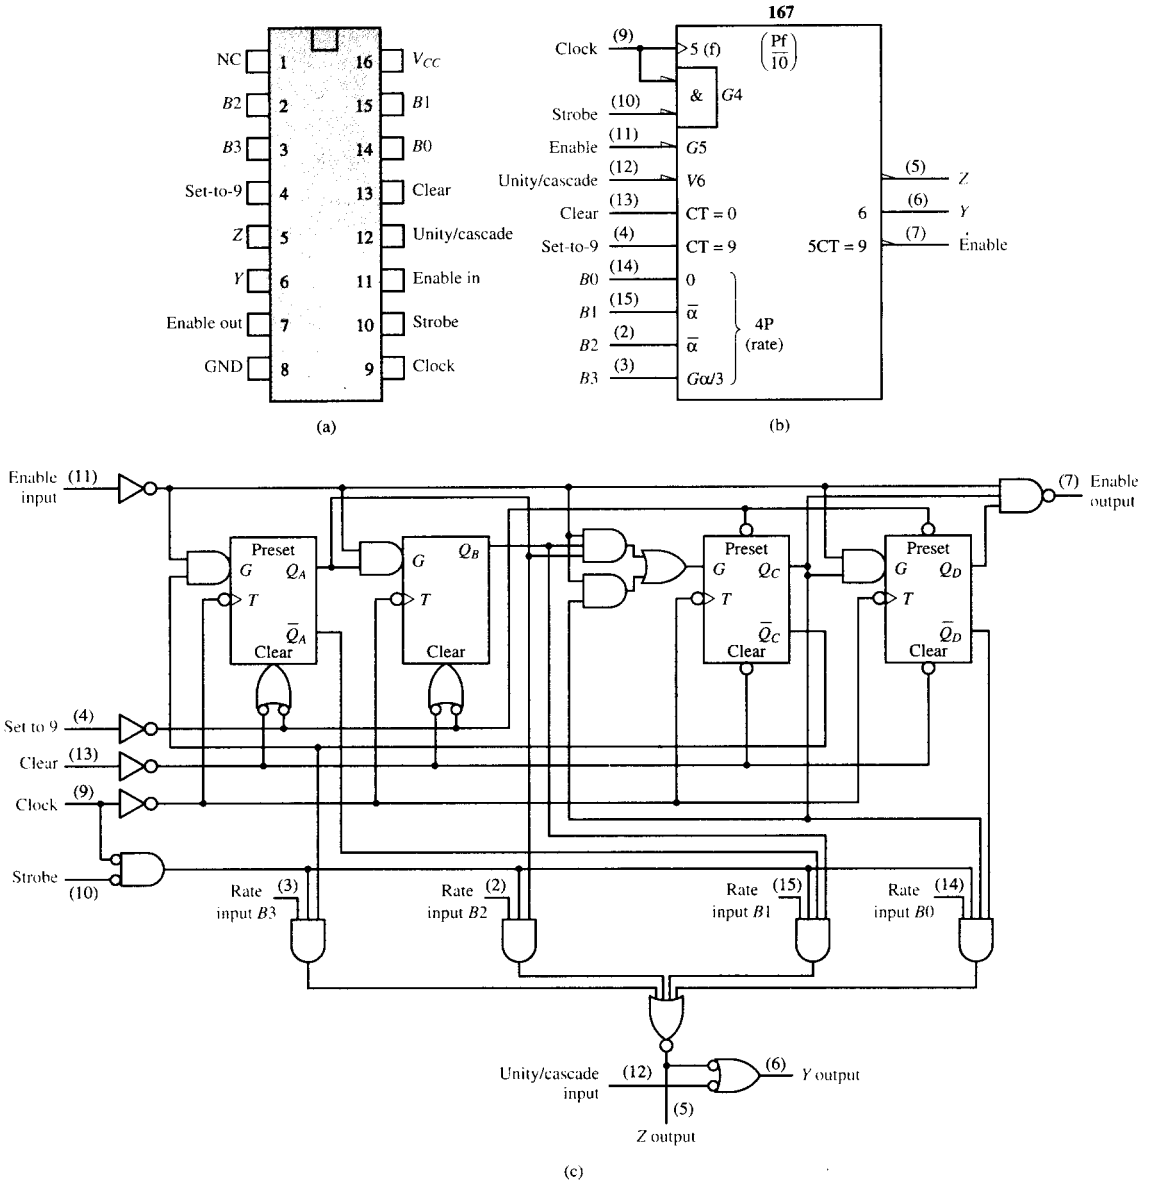 167
NC 1 16 VCC
B2 2 15 B1
B3 3 14 B0
Set-to-9 4 13 Clear
Z 5 12 Unity/cascade
Y 6 11 Enable in
Enable out 7 10 Strobe
GND 8 9 Clock
(a)
Clock (9) 5 (f) (Pf/10)
& G4
Strobe (10)
Enable (11) G5
Unity/cascade (12) V6
Clear (13) CT = 0
Set-to-9 (4) CT = 9
B0 (14) 0
B1 (15) α̅
B2 (2) α̅
B3 (3) Gα/3
4P
(rate)
(5) Z
6 (6) Y
5CT = 9 (7) Enable
(b)
Enable input (11)
(7) Enable output
Preset G QA T Q̅A Clear
G QB T Clear
Preset G QC T Q̅C Clear
Preset G QD T Q̅D Clear
Set to 9 (4)
Clear (13)
Clock (9)
Strobe (10)
Rate input B3 (3)
Rate input B2 (2)
Rate input B1 (15)
Rate input B0 (14)
Unity/cascade input (12)
(6) Y output
(5)
Z output
(c)